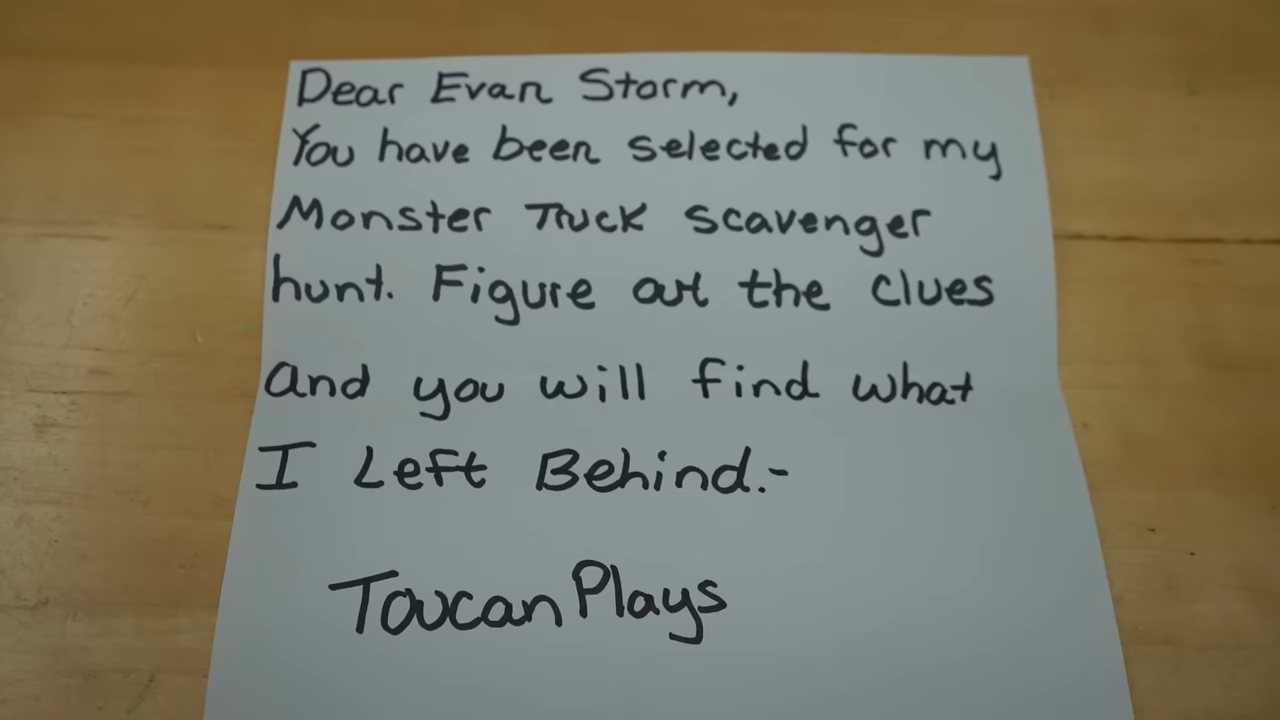 Dear Evan Storm,
You have been selected for my
Monster Truck scavenger
hunt. Figure out the clues
and you will find what
I Left Behind.-
ToucanPlays